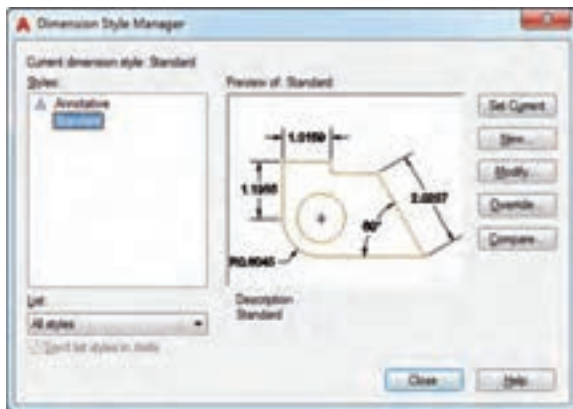 Dimension Style Manager
Current dimension style: Standard
Styles:
Annotative
Standard
Preview of: Standard
1.0159
1.1955
2.0207
60°
R0.8045
Set Current
New...
Modify...
Override...
Compare...
List:
All styles
Don't list styles in Xrefs
Description
Standard
Close
Help